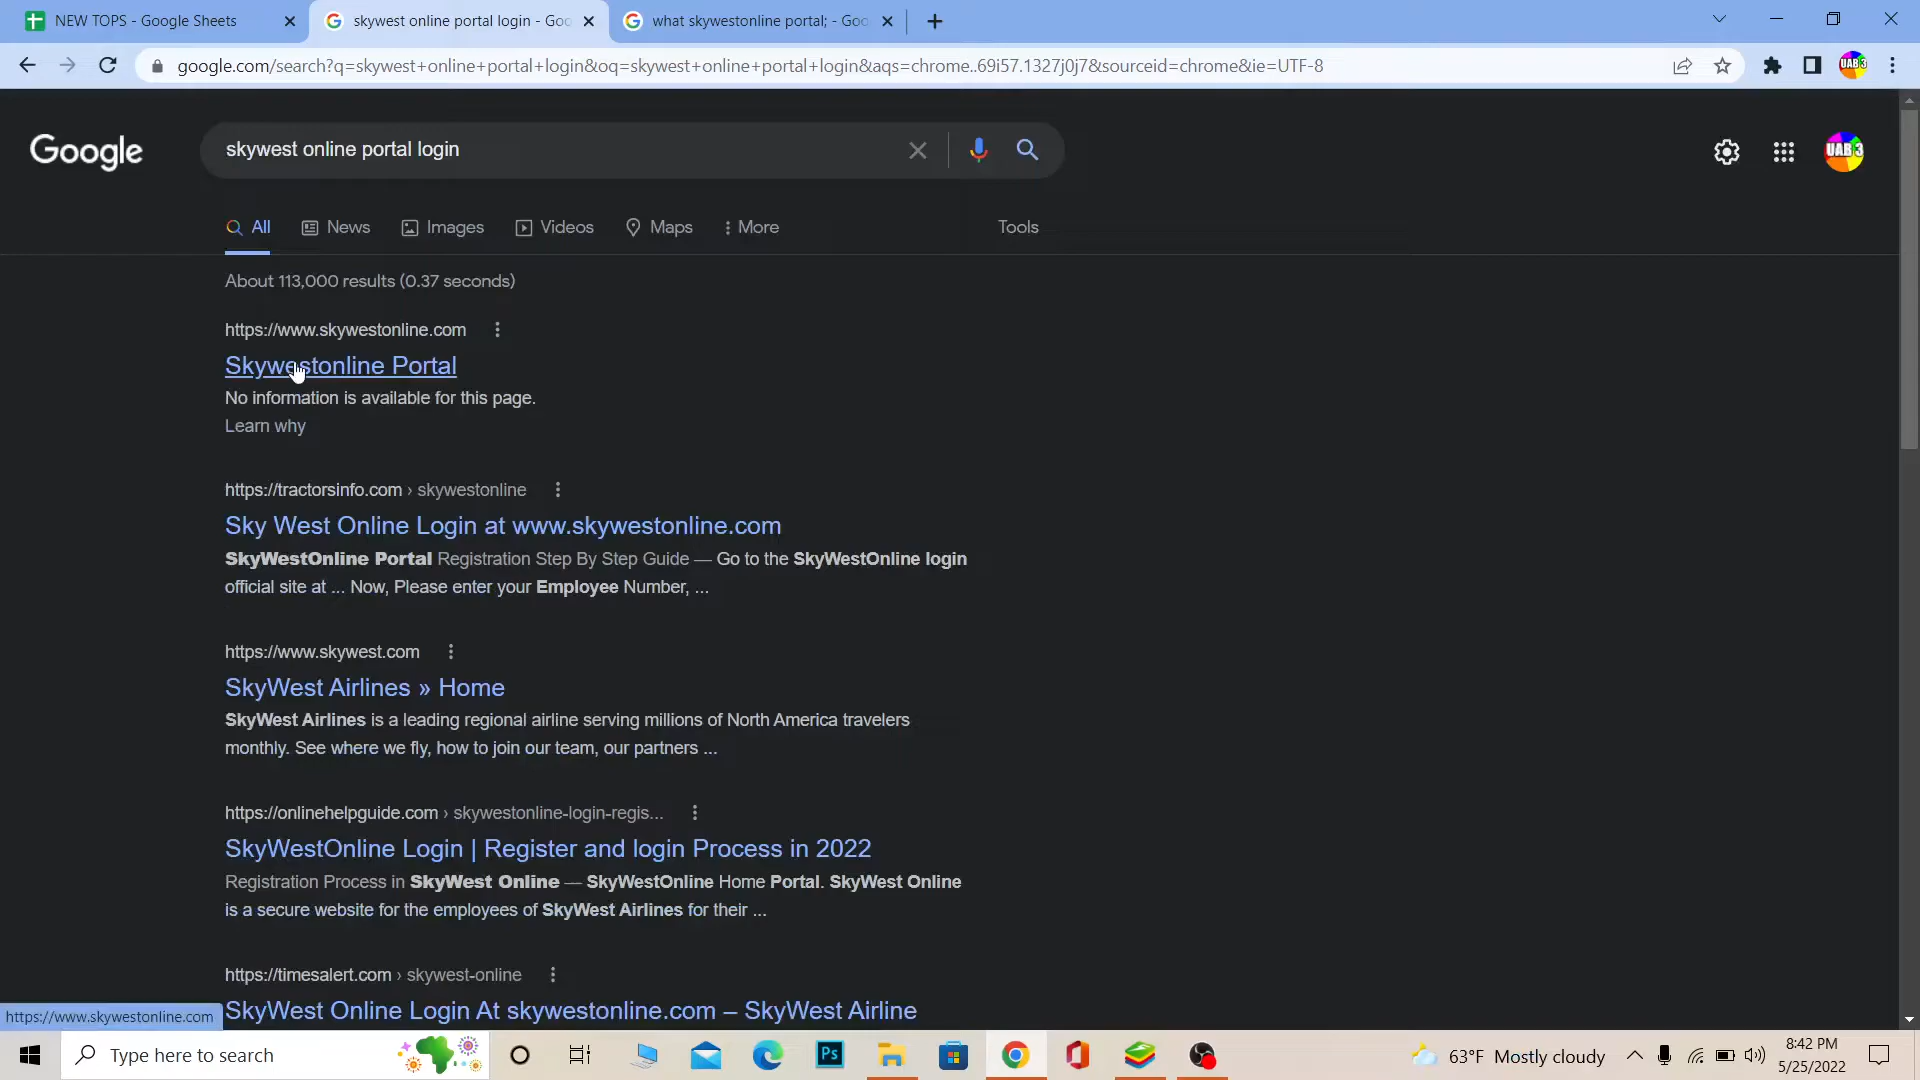 NEW TOPS - Google Sheets
skywest online portal login - Goo
what skywestonline portal; - Goo
google.com/search?q=skywest+online+portal+login&oq=skywest+online+portal+login&aqs=chrome..69i57.1327j0j7&sourceid=chrome&ie=UTF-8
UAB 3
Google
skywest online portal login
UAB 3
All
News
Images
Videos
Maps
More
Tools
About 113,000 results (0.37 seconds)
https://www.skywestonline.com
Skywestonline Portal
No information is available for this page.
Learn why
https://tractorsinfo.com › skywestonline
Sky West Online Login at www.skywestonline.com
SkyWestOnline Portal Registration Step By Step Guide — Go to the SkyWestOnline login
official site at ... Now, Please enter your Employee Number, ...
https://www.skywest.com
SkyWest Airlines » Home
SkyWest Airlines is a leading regional airline serving millions of North America travelers
monthly. See where we fly, how to join our team, our partners ...
https://onlinehelpguide.com › skywestonline-login-regis...
SkyWestOnline Login | Register and login Process in 2022
Registration Process in SkyWest Online — SkyWestOnline Home Portal. SkyWest Online
is a secure website for the employees of SkyWest Airlines for their ...
https://timesalert.com › skywest-online
SkyWest Online Login At skywestonline.com – SkyWest Airline
https://www.skywestonline.com
Type here to search
Ps
63°F Mostly cloudy
8:42 PM
5/25/2022